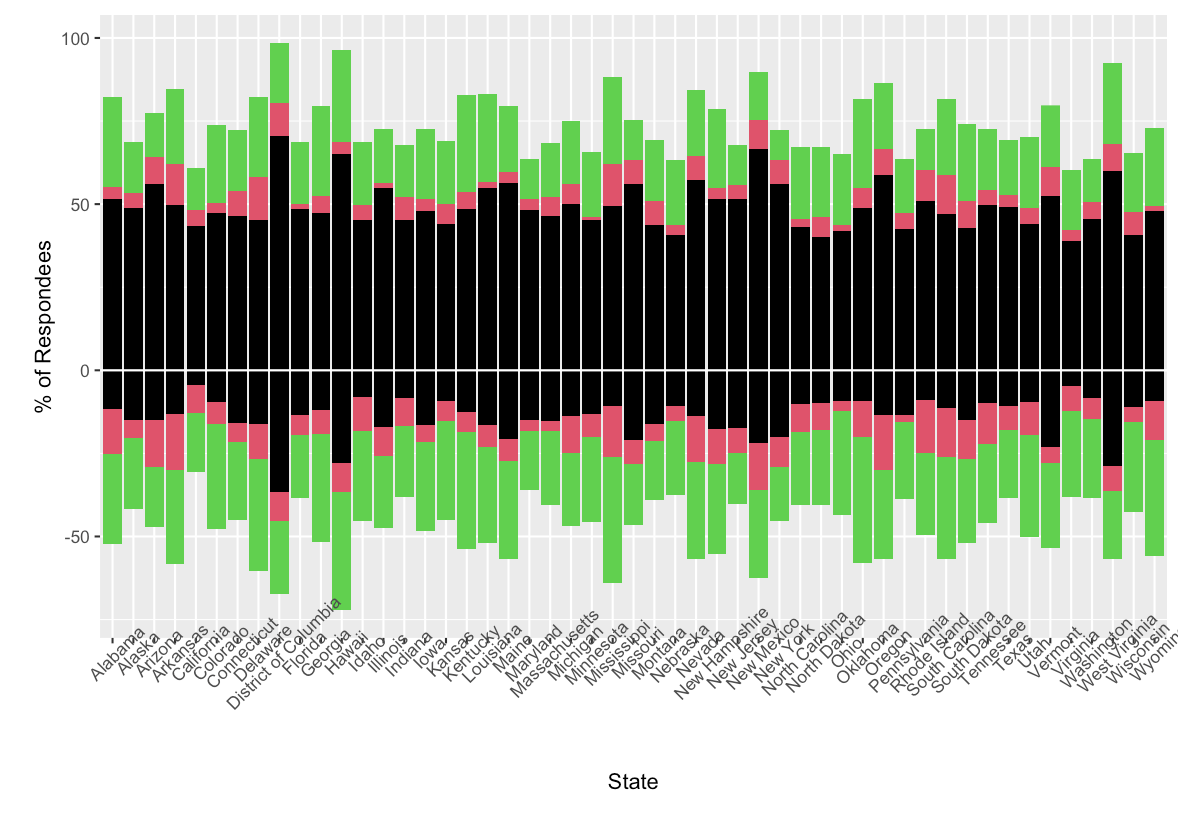 100
50
0
-50
% of Respondees
Alabama
Alaska
Arizona
Arkansas
California
Colorado
Connecticut
Delaware
District of Columbia
Florida
Georgia
Hawaii
Idaho
Illinois
Indiana
Iowa
Kansas
Kentucky
Louisiana
Maine
Maryland
Massachusetts
Michigan
Minnesota
Mississippi
Missouri
Montana
Nebraska
Nevada
New Hampshire
New Jersey
New Mexico
New York
North Carolina
North Dakota
Ohio
Oklahoma
Oregon
Pennsylvania
Rhode Island
South Carolina
South Dakota
Tennessee
Texas
Utah
Vermont
Virginia
Washington
West Virginia
Wisconsin
Wyomin
State